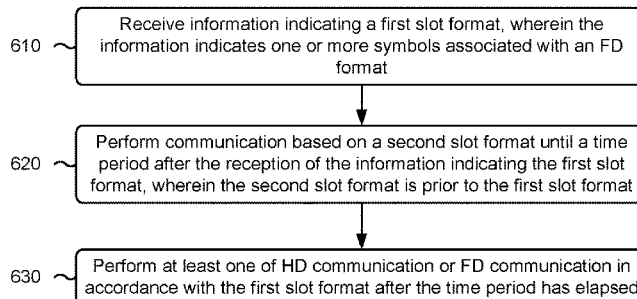 Receive information indicating a first slot format, wherein the
610
information indicates one or more symbols associated with an FD
format
Perform communication based on a second slot format until a time
620
period after the reception of the information indicating the first slot
format, wherein the second slot format is prior to the first slot format
630
Perform at least one of HD communication or FD communication in
accordance with the first slot format after the time period has elapsed